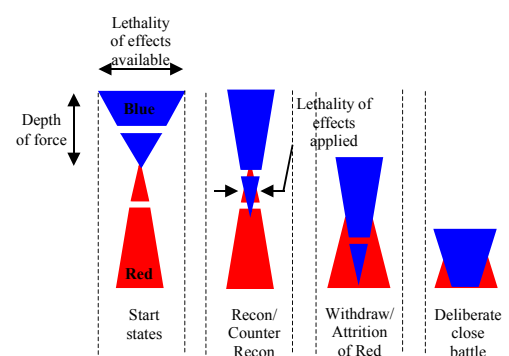 Lethality
of effects
available
Blue
Depth
of force
Lethality of
effects
applied
Red
Start
states
Recon/
Counter
Recon
Withdraw/
Attrition
of Red
Deliberate
close
battle